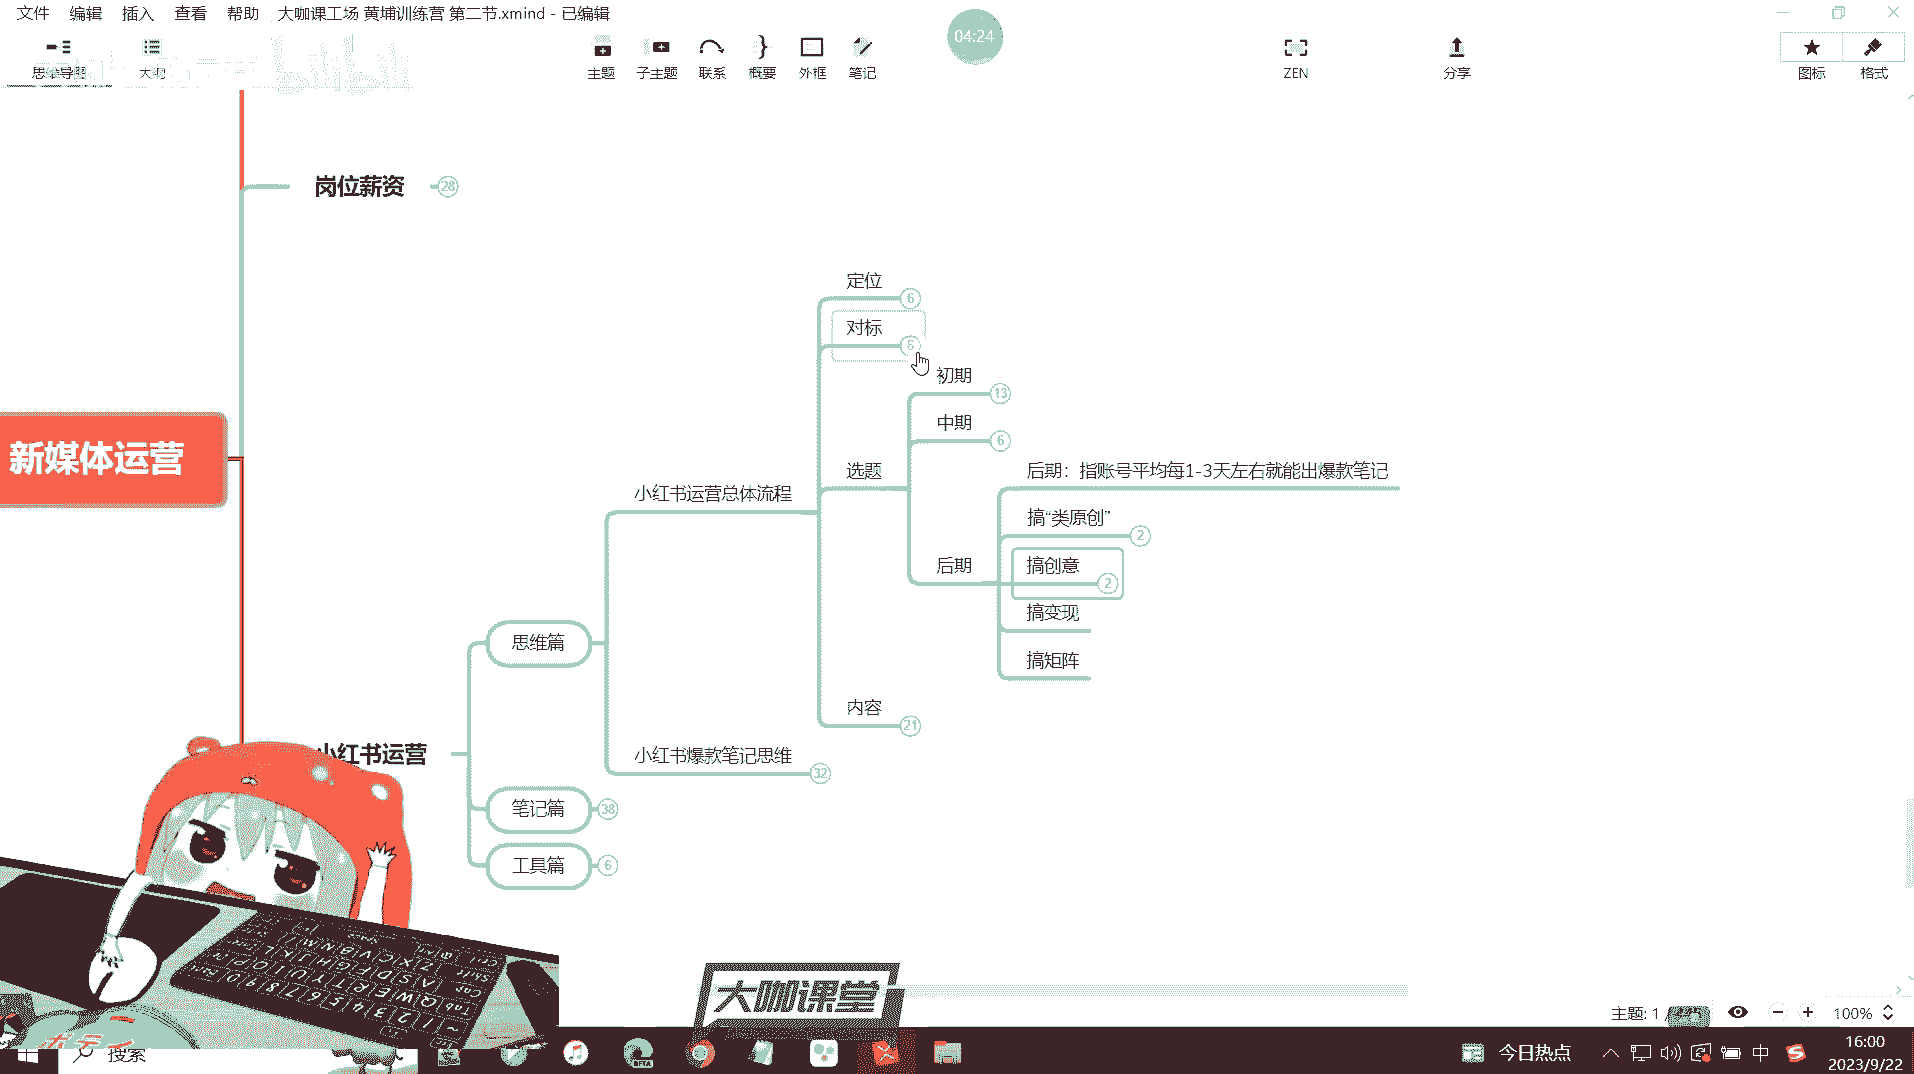 文件 编辑 插入 查看 帮助 大咖课工场 黄埔训练营 第二节.xmind - 已编辑
04:24
思维导图 大纲 主题 子主题 联系 概要 外框 笔记 ZEN 分享 图标 格式
bilibili
岗位薪资 28
定位 6
对标 6
初期 13
中期 6
选题
后期：指账号平均每1-3天左右就能出爆款笔记
小红书运营总体流程
搞“类原创” 2
后期
搞创意 2
搞变现
搞矩阵
新媒体运营
思维篇
内容 21
小红书爆款笔记思维 32
小红书运营
笔记篇 38
工具篇 6
大咖课堂
主题: 1 /
100%
搜索
BETA
今日热点
中
16:00
2023/9/22